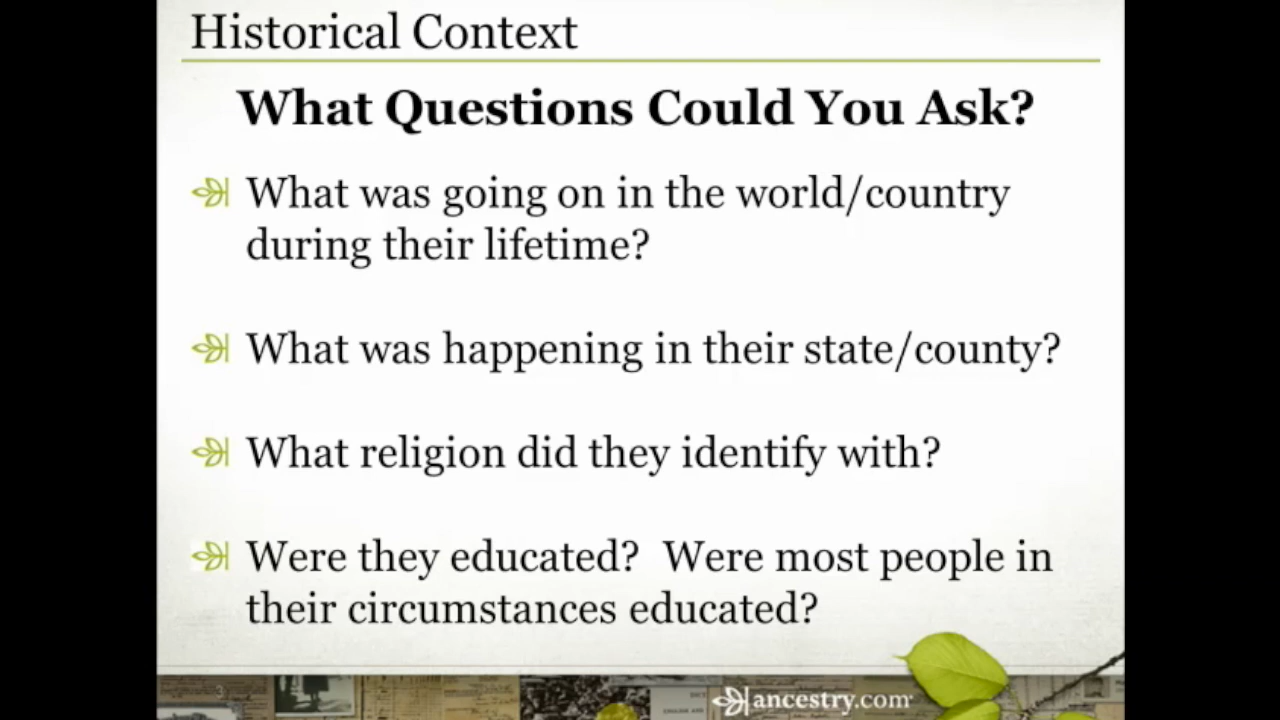 Historical Context
What Questions Could You Ask?
What was going on in the world/country
during their lifetime?
What was happening in their state/county?
What religion did they identify with?
Were they educated?  Were most people in
their circumstances educated?
ancestry.com